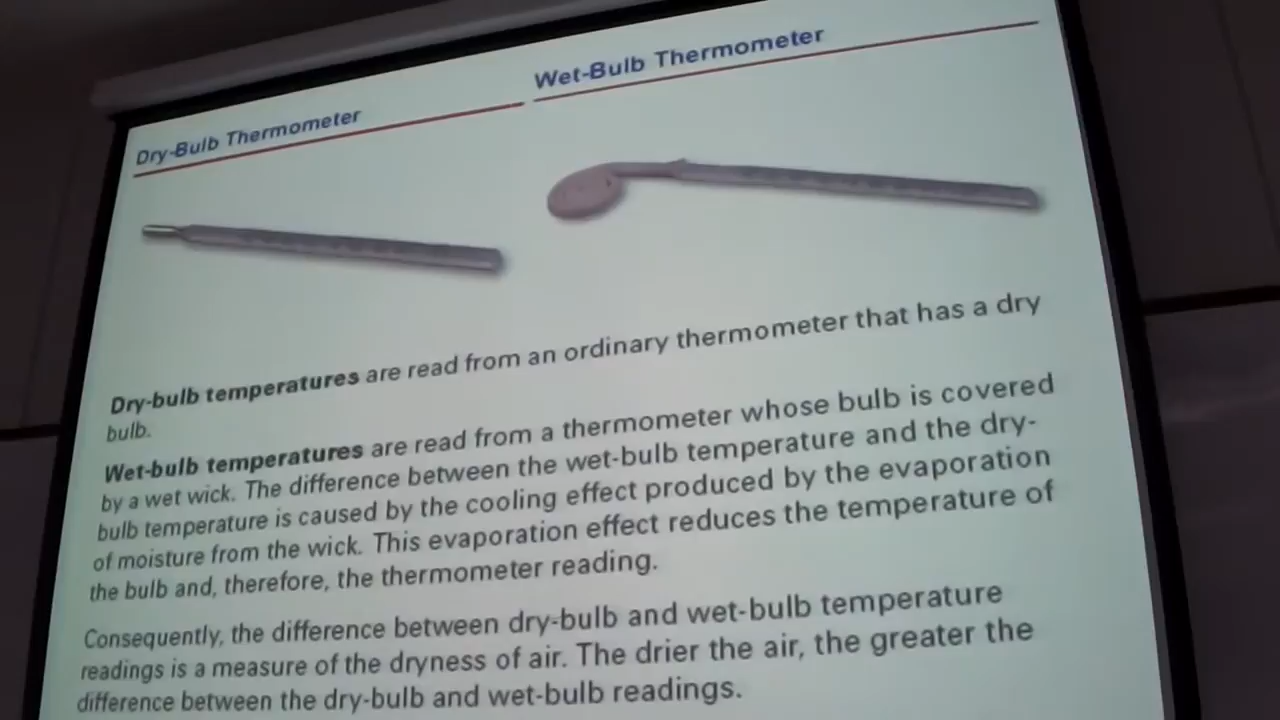 Dry-Bulb Thermometer
Wet-Bulb Thermometer
Dry-bulb temperatures are read from an ordinary thermometer that has a dry
bulb.
Wet-bulb temperatures are read from a thermometer whose bulb is covered
by a wet wick. The difference between the wet-bulb temperature and the dry-
bulb temperature is caused by the cooling effect produced by the evaporation
of moisture from the wick. This evaporation effect reduces the temperature of
the bulb and, therefore, the thermometer reading.
Consequently, the difference between dry-bulb and wet-bulb temperature
readings is a measure of the dryness of air. The drier the air, the greater the
difference between the dry-bulb and wet-bulb readings.